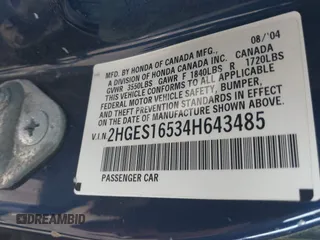 MFD. BY HONDA OF CANADA MFG., 08/'04
A DIVISION OF HONDA CANADA INC. CANADA
GVWR 3550LBS GAWR F 1840LBS R 1720LBS
THIS VEHICLE CONFORMS TO ALL APPLICABLE
FEDERAL MOTOR VEHICLE SAFETY, BUMPER,
AND THEFT PREVENTION STANDARDS IN EFFECT ON
THE DATE OF MANUFACTURE SHOWN ABOVE.
V.I.N. 2HGES16534H643485
PASSENGER CAR
DREAMBID